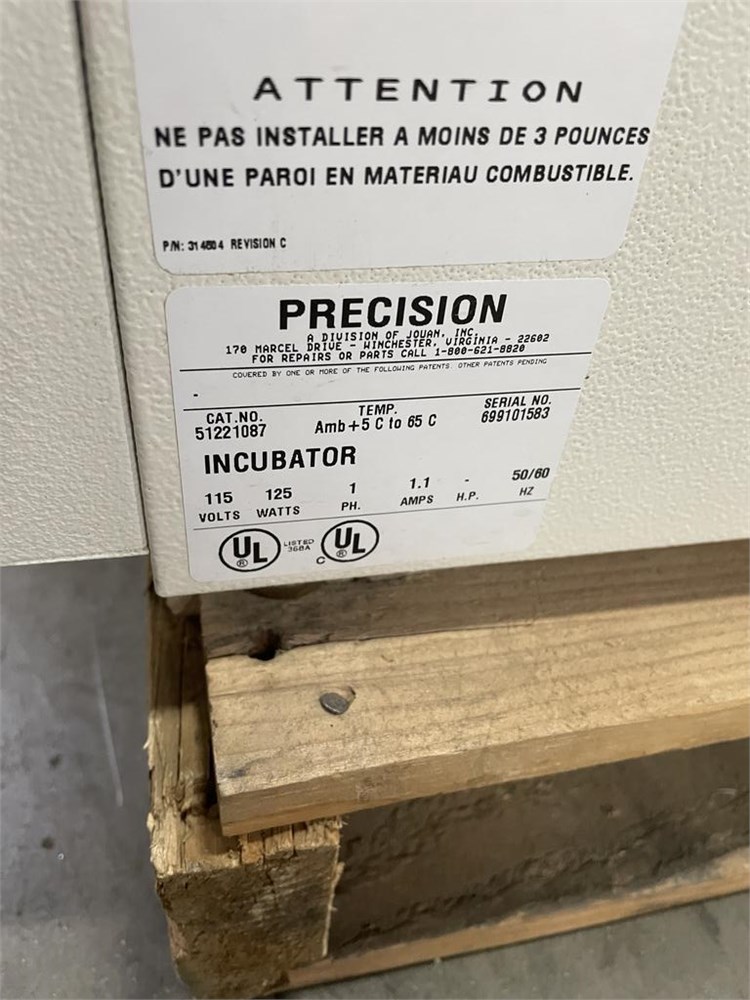 ATTENTION
NE PAS INSTALLER A MOINS DE 3 POUNCES
D'UNE PAROI EN MATERIAU COMBUSTIBLE.
P/N: 314804 REVISION C
PRECISION
A DIVISION OF JOUAN, INC.
170 MARCEL DRIVE - WINCHESTER, VIRGINIA - 22602
FOR REPAIRS OR PARTS CALL 1-800-621-8820
COVERED BY ONE OR MORE OF THE FOLLOWING PATENTS OTHER PATENTS PENDING
-
CAT.NO. TEMP. SERIAL NO.
51221087 Amb+5 C to 65 C 699101583
INCUBATOR
115 125 1 1.1 - 50/60
VOLTS WATTS PH. AMPS H.P. HZ
UL ® LISTED 368A C UL ®